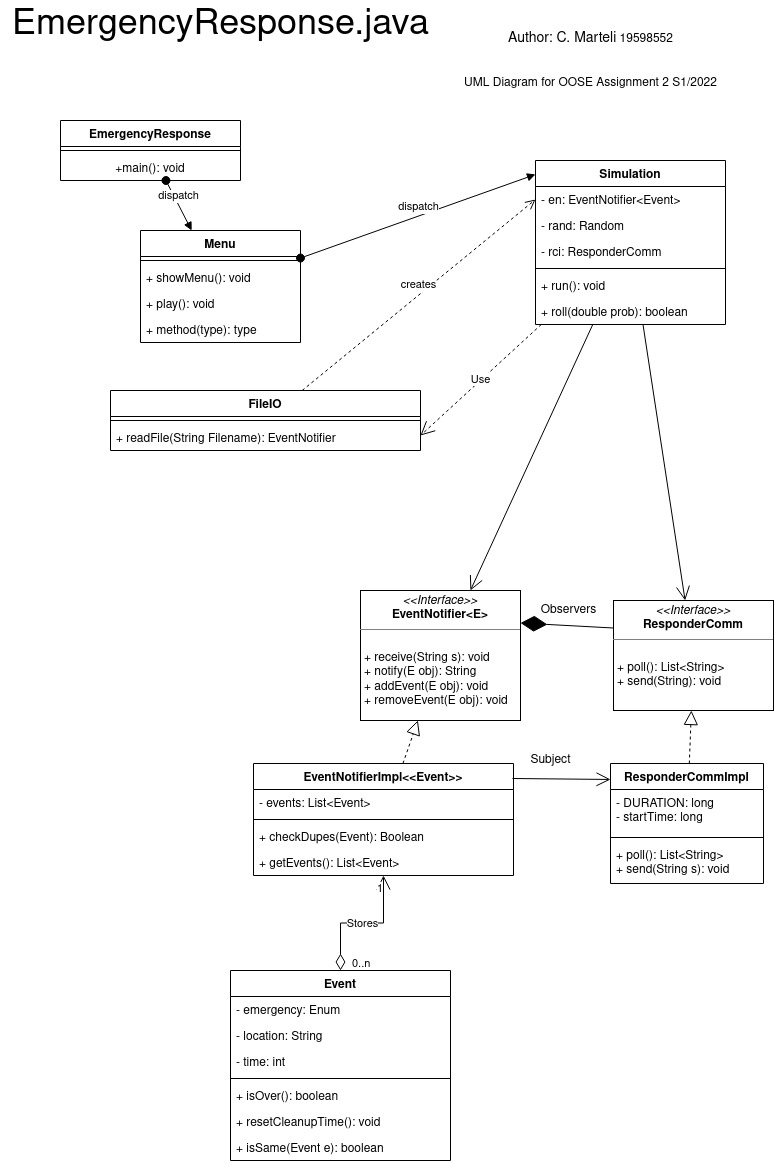 EmergencyResponse.java
Author: C. Marteli 19598552
UML Diagram for OOSE Assignment 2 S1/2022
EmergencyResponse
+main(): void
dispatch
Menu
+ showMenu(): void
+ play(): void
+ method(type): type
dispatch
Simulation
- en: EventNotifier<Event>
- rand: Random
- rci: ResponderComm
+ run(): void
+ roll(double prob): boolean
creates
Use
FileIO
+ readFile(String Filename): EventNotifier
<<Interface>>
EventNotifier<E>
+ receive(String s): void
+ notify(E obj): String
+ addEvent(E obj): void
+ removeEvent(E obj): void
Observers
<<Interface>>
ResponderComm
+ poll(): List<String>
+ send(String): void
EventNotifierImpl<<Event>>
- events: List<Event>
+ checkDupes(Event): Boolean
+ getEvents(): List<Event>
Subject
ResponderCommImpl
- DURATION: long
- startTime: long
+ poll(): List<String>
+ send(String s): void
1
Stores
0..n
Event
- emergency: Enum
- location: String
- time: int
+ isOver(): boolean
+ resetCleanupTime(): void
+ isSame(Event e): boolean